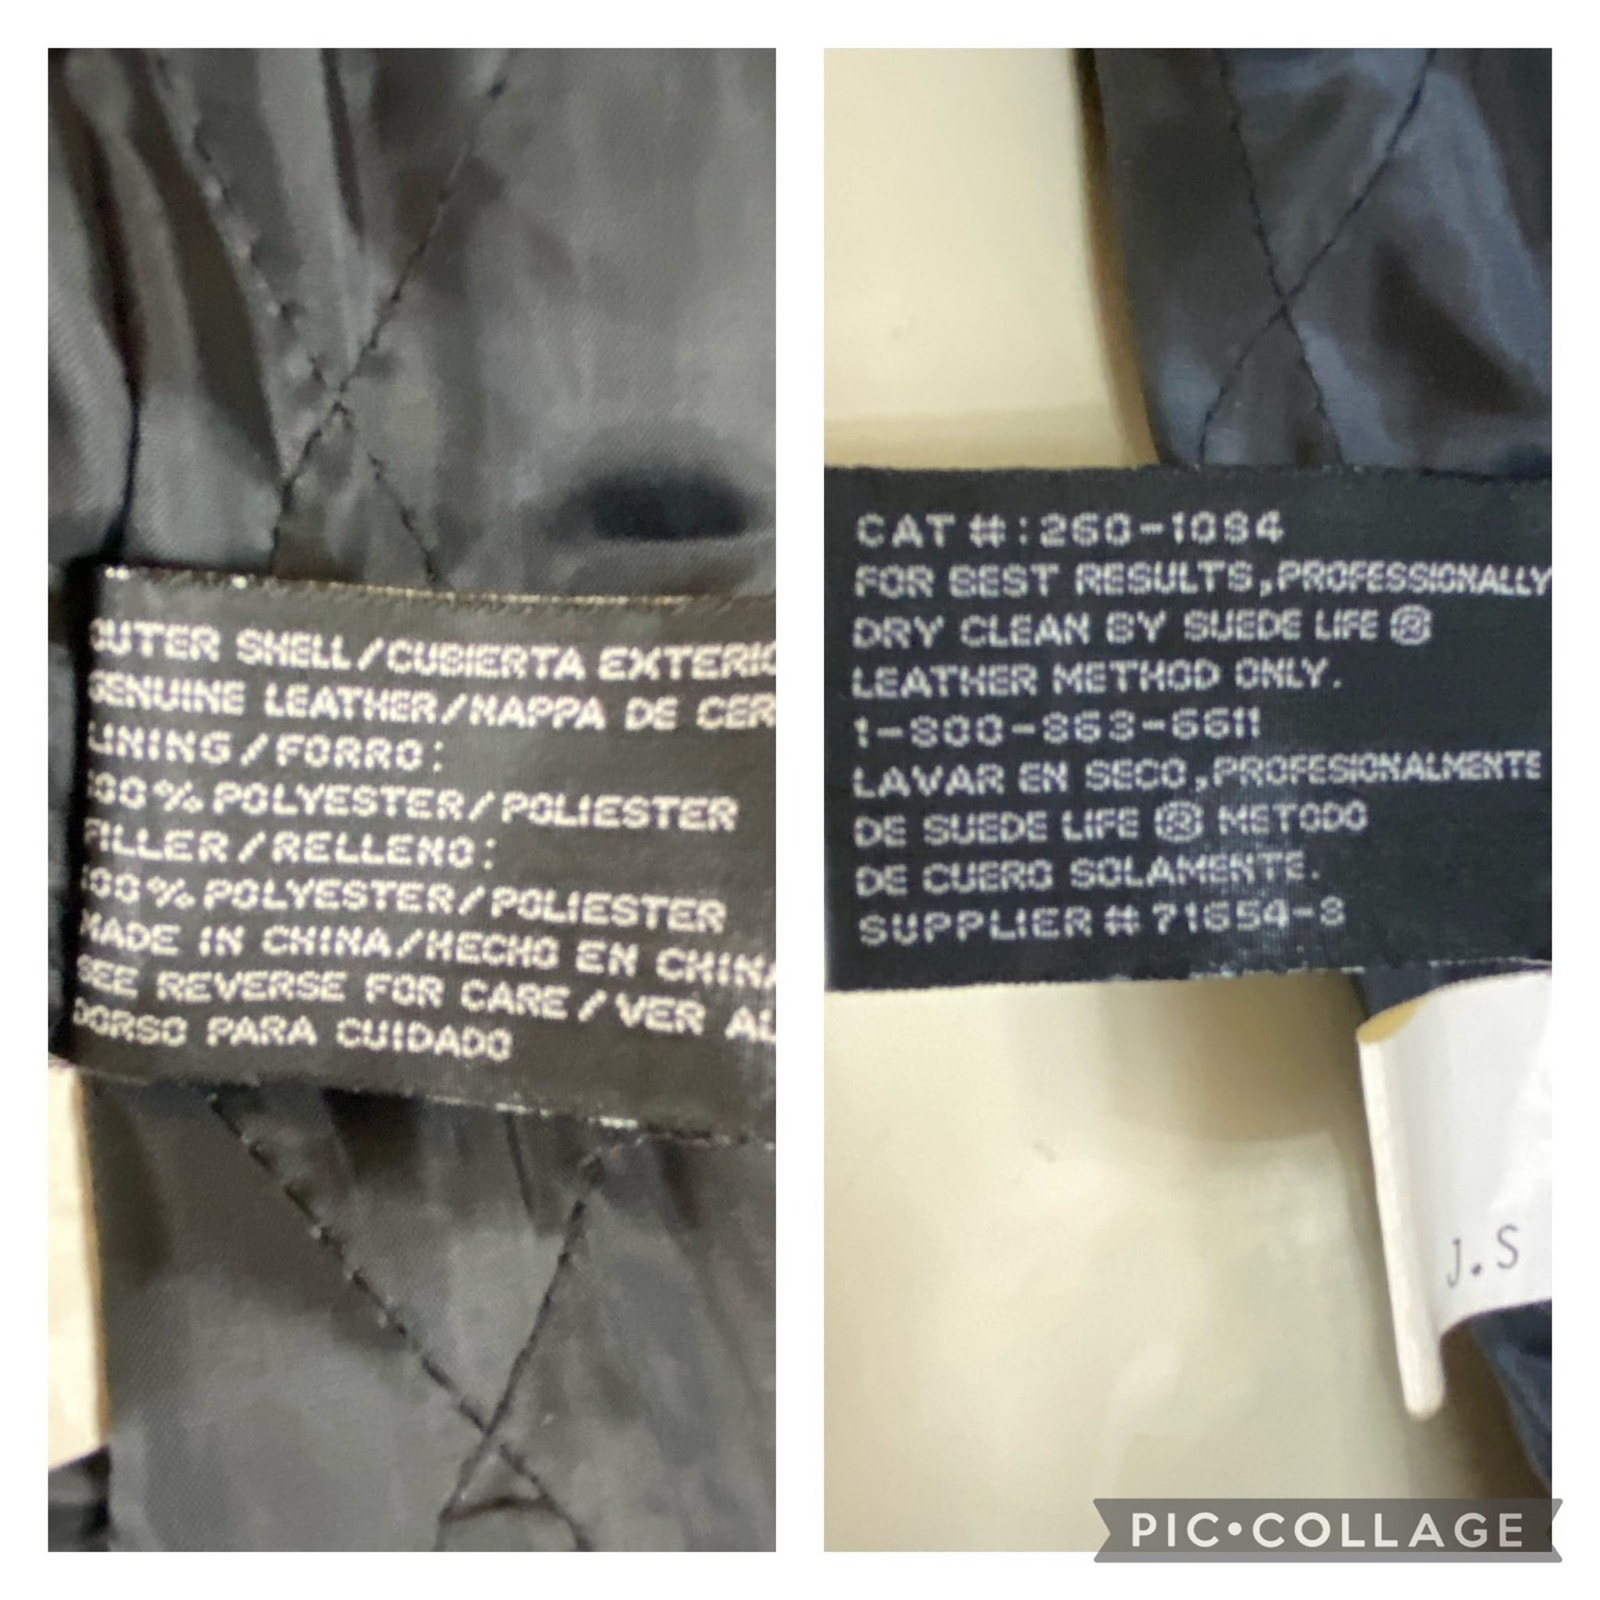 OUTER SHELL/CUBIERTA EXTERIO
GENUINE LEATHER/NAPPA DE CER
LINING/FORRO:
100% POLYESTER/POLIESTER
FILLER/RELLENO:
100% POLYESTER/POLIESTER
MADE IN CHINA/HECHO EN CHINA
SEE REVERSE FOR CARE/VER AL
DORSO PARA CUIDADO
CAT #:260-1094
FOR BEST RESULTS,PROFESSIONALLY
DRY CLEAN BY SUEDE LIFE ®
LEATHER METHOD ONLY.
1-800-863-6611
LAVAR EN SECO,PROFESIONALMENTE
DE SUEDE LIFE ® METODO
DE CUERO SOLAMENTE.
SUPPLIER # 71654-3
J.S
PIC•COLLAGE